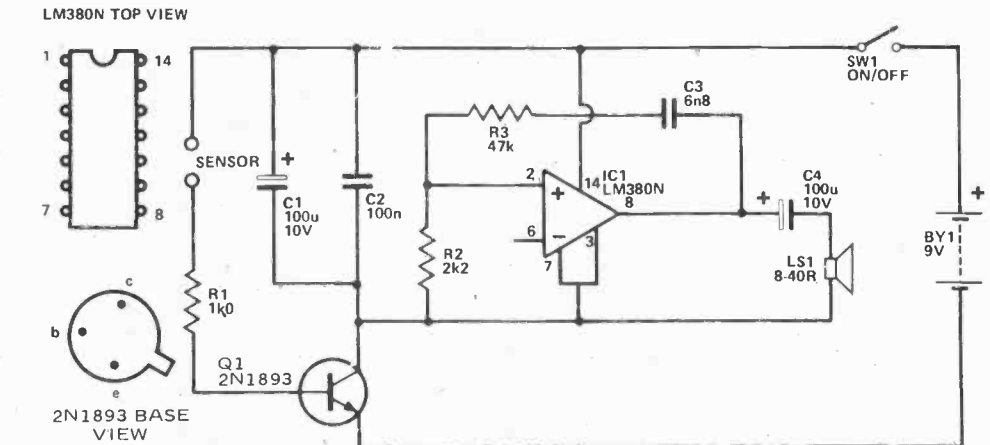 LM380N TOP VIEW
1
14
7
8
SENSOR
+
C1
100u
10V
C2
100n
R3
47k
C3
6n8
SW1
ON/OFF
2
+
14
IC1
LM380N
8
6
−
7
3
R2
2k2
+
C4
100u
10V
LS1
8-40R
+
BY1
9V
R1
1k0
c
b
e
2N1893 BASE
VIEW
Q1
2N1893